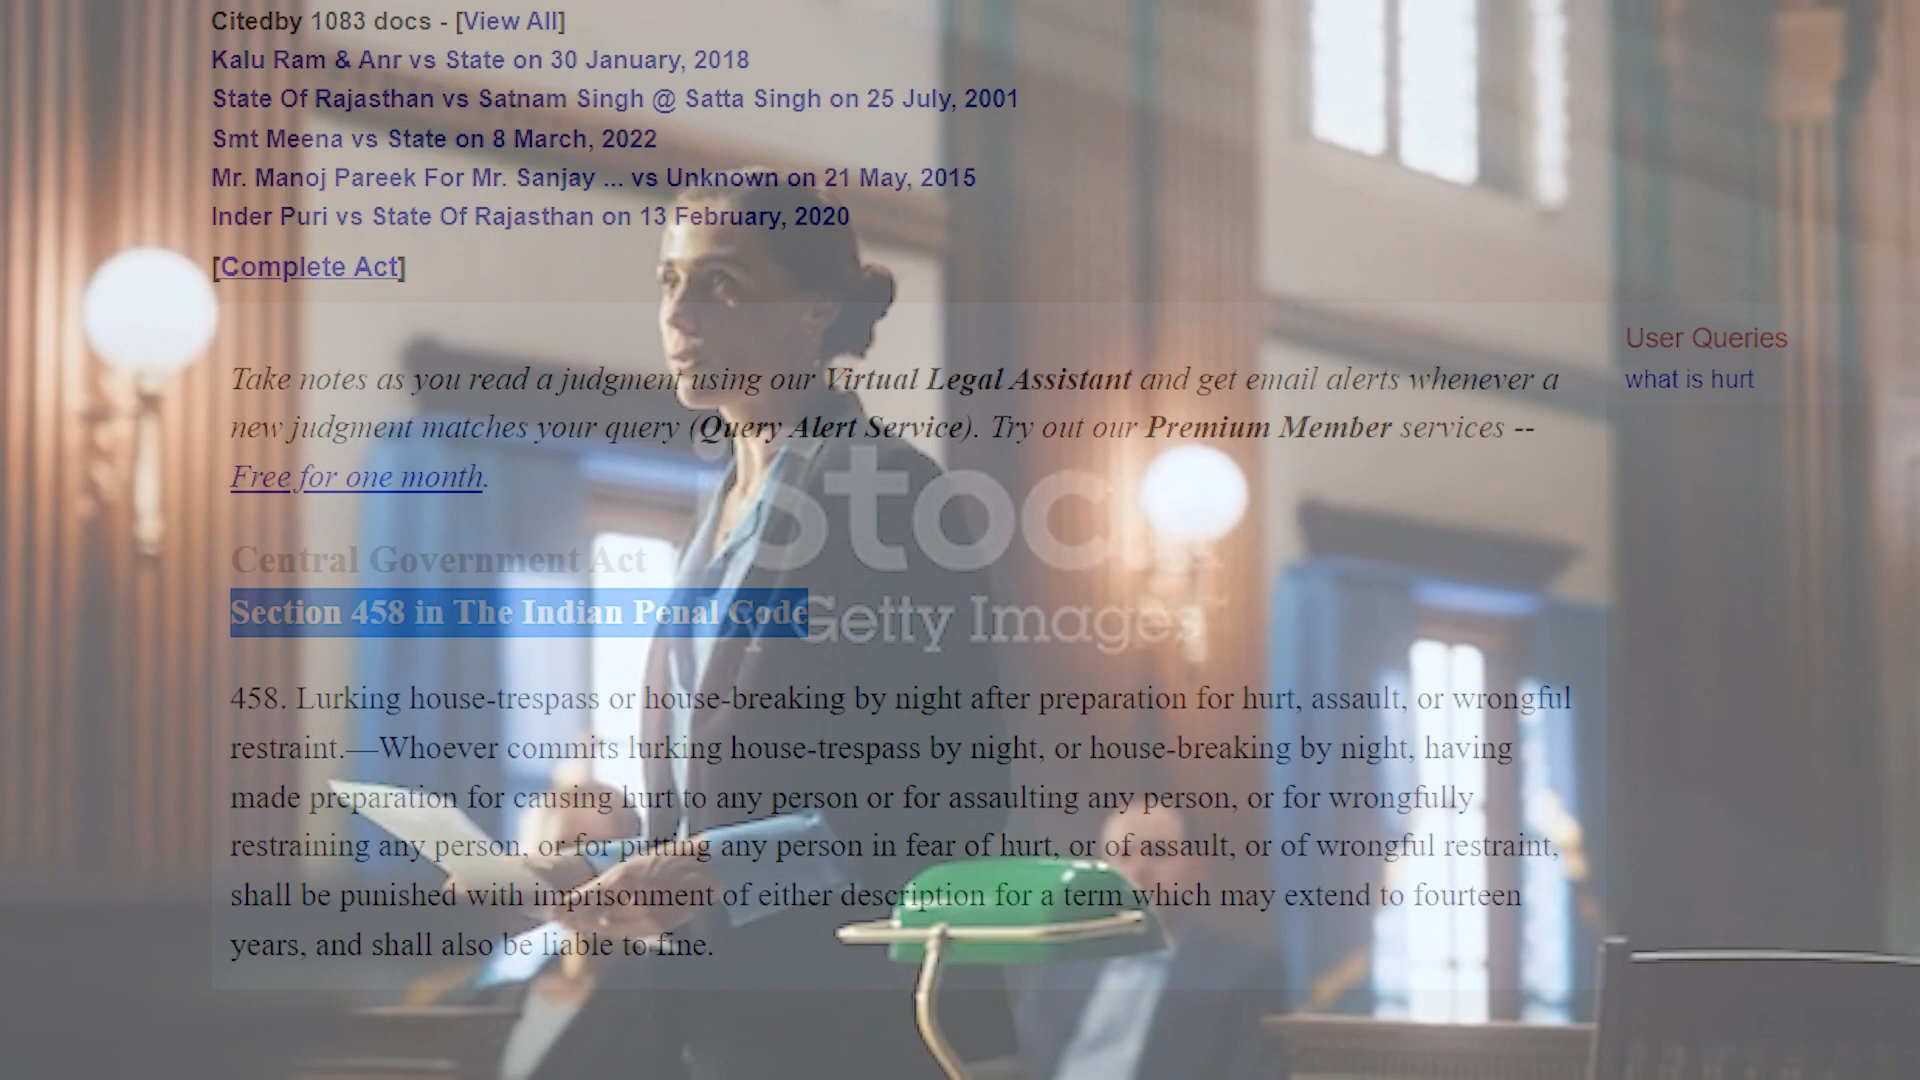 Citedby 1083 docs - [View All]
Kalu Ram & Anr vs State on 30 January, 2018
State Of Rajasthan vs Satnam Singh @ Satta Singh on 25 July, 2001
Smt Meena vs State on 8 March, 2022
Mr. Manoj Pareek For Mr. Sanjay ... vs Unknown on 21 May, 2015
Inder Puri vs State Of Rajasthan on 13 February, 2020
[Complete Act]
User Queries
what is hurt
Take notes as you read a judgment using our Virtual Legal Assistant and get email alerts whenever a
new judgment matches your query (Query Alert Service). Try out our Premium Member services --
Free for one month.
iStock
by Getty Images
Central Government Act
Section 458 in The Indian Penal Code
458. Lurking house-trespass or house-breaking by night after preparation for hurt, assault, or wrongful
restraint.—Whoever commits lurking house-trespass by night, or house-breaking by night, having
made preparation for causing hurt to any person or for assaulting any person, or for wrongfully
restraining any person, or for putting any person in fear of hurt, or of assault, or of wrongful restraint,
shall be punished with imprisonment of either description for a term which may extend to fourteen
years, and shall also be liable to fine.